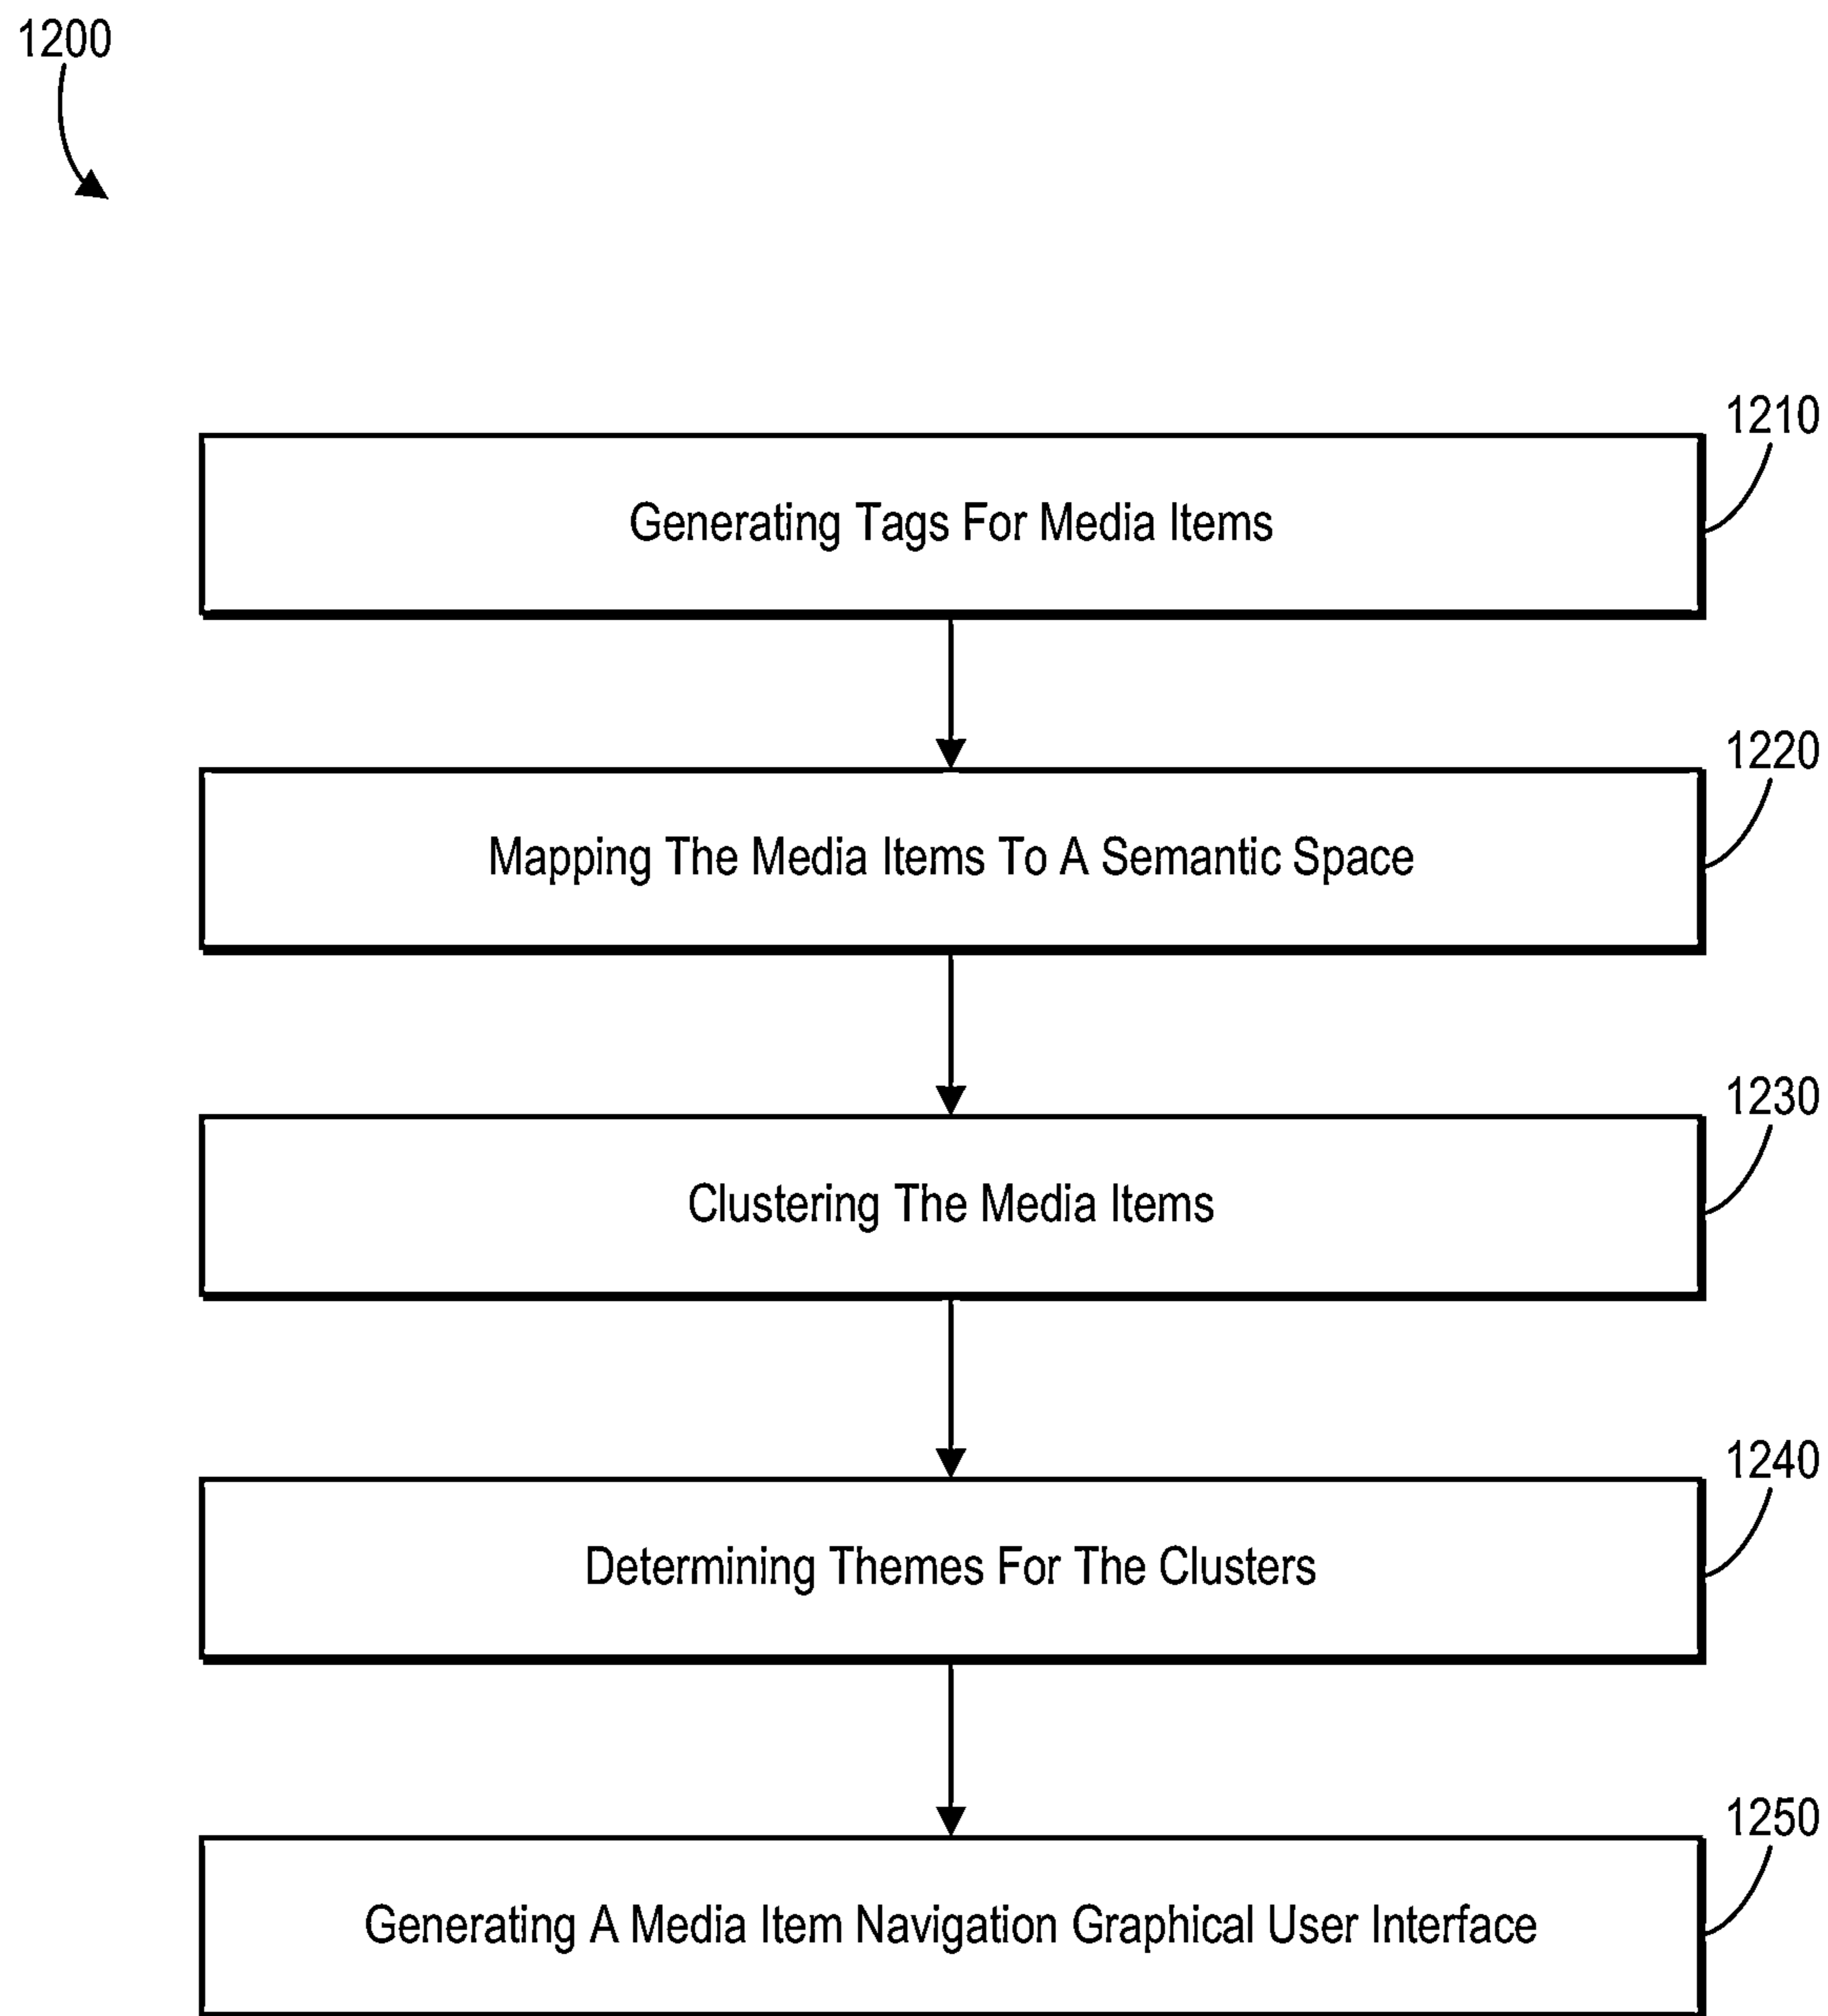 1200
1210
Generating Tags For Media Items
1220
Mapping The Media Items To A Semantic Space
1230
Clustering The Media Items
1240
Determining Themes For The Clusters
1250
Generating A Media Item Navigation Graphical User Interface